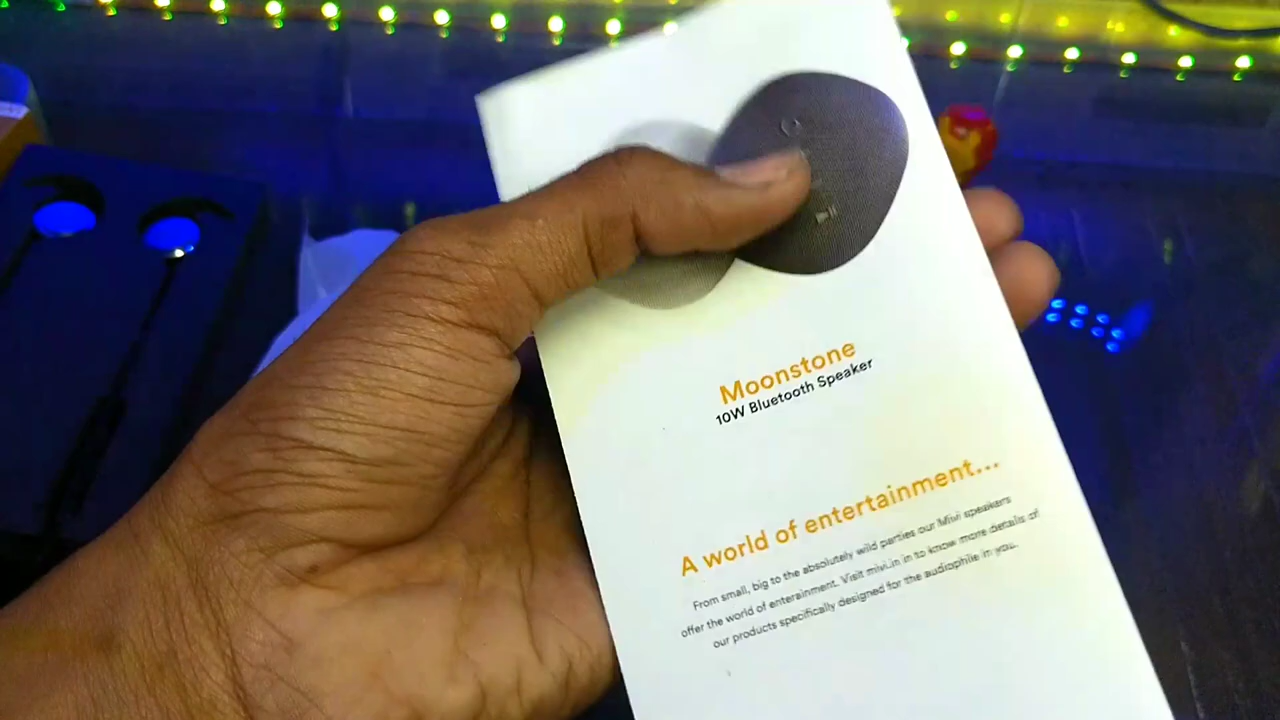 Moonstone
10W Bluetooth Speaker
A world of entertainment...
From small, big to the absolutely wild parties our Mivi speakers
offer the world of enterainment. Visit mivi.in to know more details of
our products specifically designed for the audiophile in you.